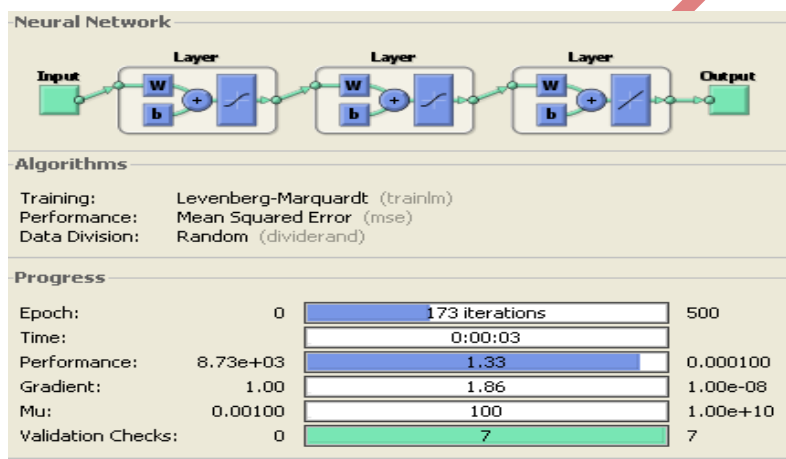 Neural Network
Layer Layer Layer
Input W b + W b + W b + Output
Algorithms
Training: Levenberg-Marquardt (trainlm)
Performance: Mean Squared Error (mse)
Data Division: Random (dividerand)
Progress
Epoch: 0 173 iterations 500
Time: 0:00:03
Performance: 8.73e+03 1.33 0.000100
Gradient: 1.00 1.86 1.00e-08
Mu: 0.00100 100 1.00e+10
Validation Checks: 0 7 7